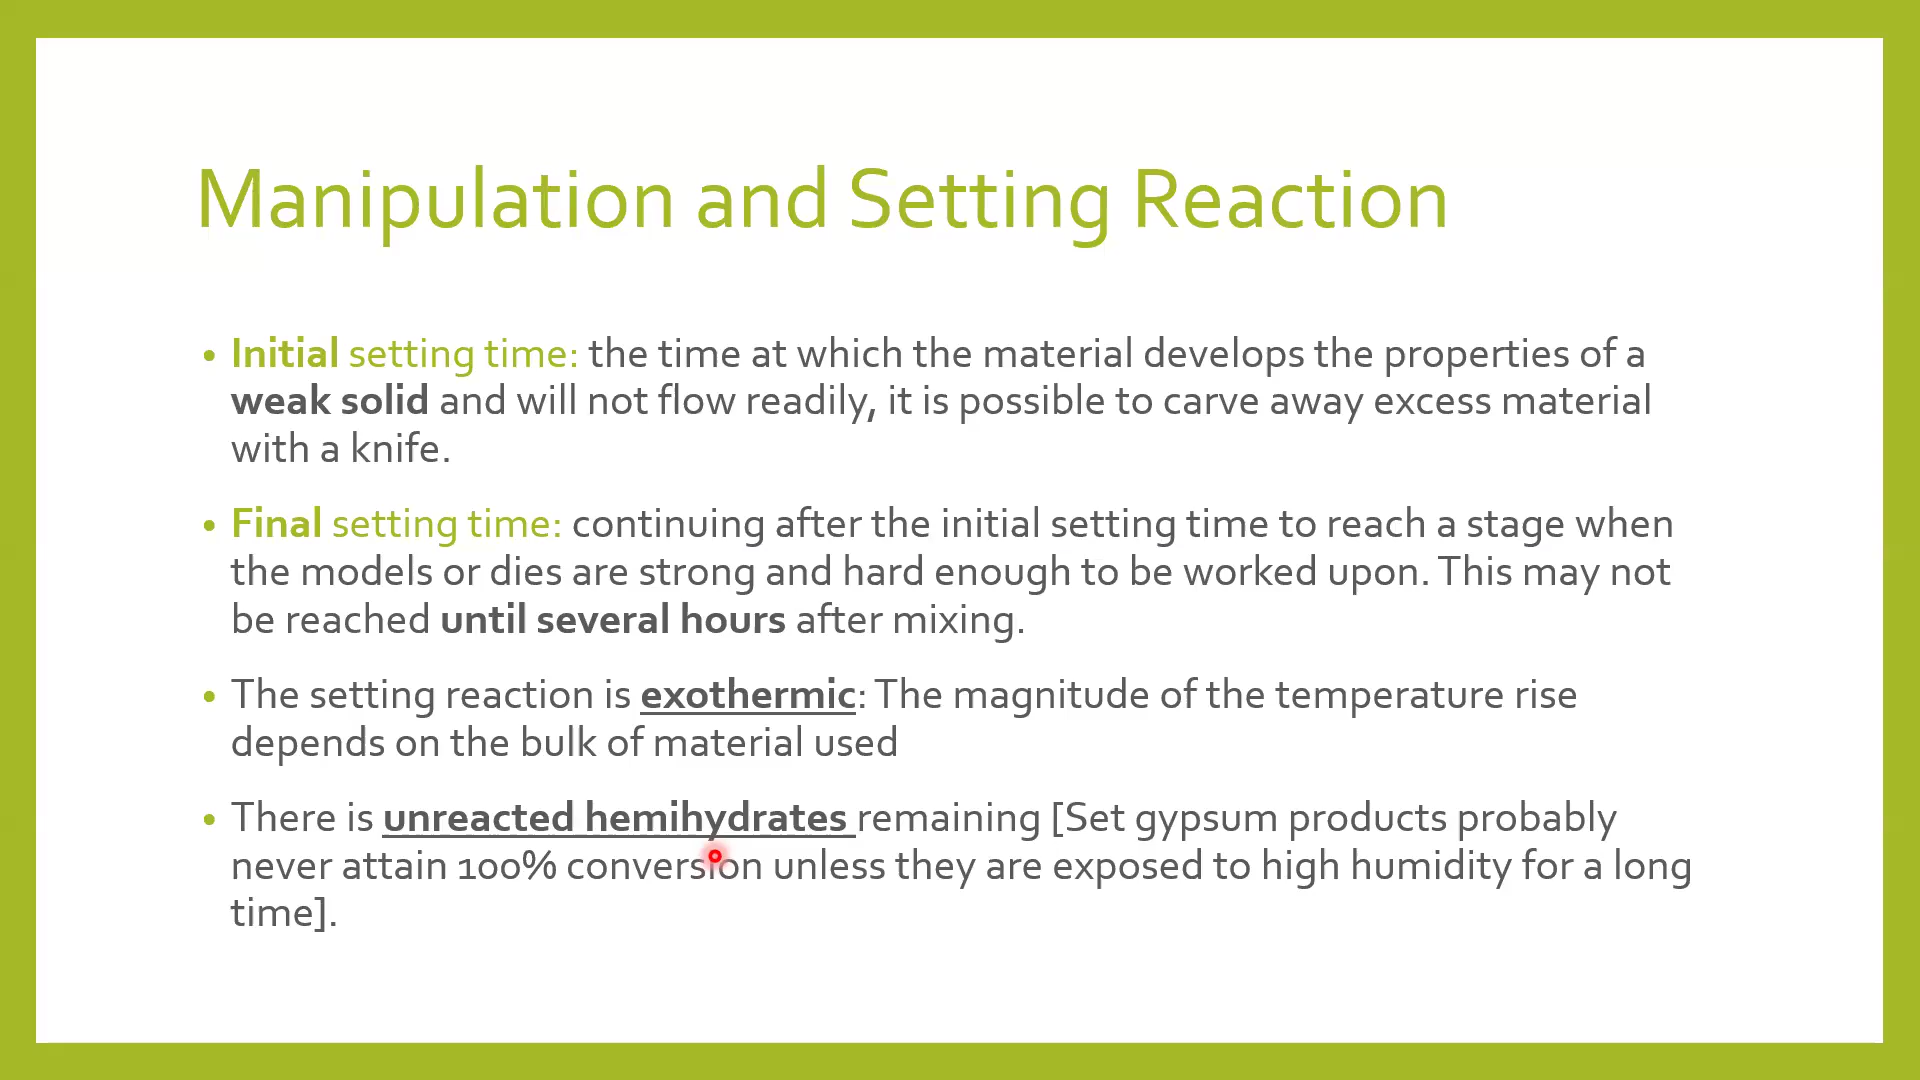 Manipulation and Setting Reaction
• Initial setting time: the time at which the material develops the properties of a
weak solid and will not flow readily, it is possible to carve away excess material
with a knife.
• Final setting time: continuing after the initial setting time to reach a stage when
the models or dies are strong and hard enough to be worked upon. This may not
be reached until several hours after mixing.
• The setting reaction is exothermic: The magnitude of the temperature rise
depends on the bulk of material used
• There is unreacted hemihydrates remaining [Set gypsum products probably
never attain 100% conversion unless they are exposed to high humidity for a long
time].